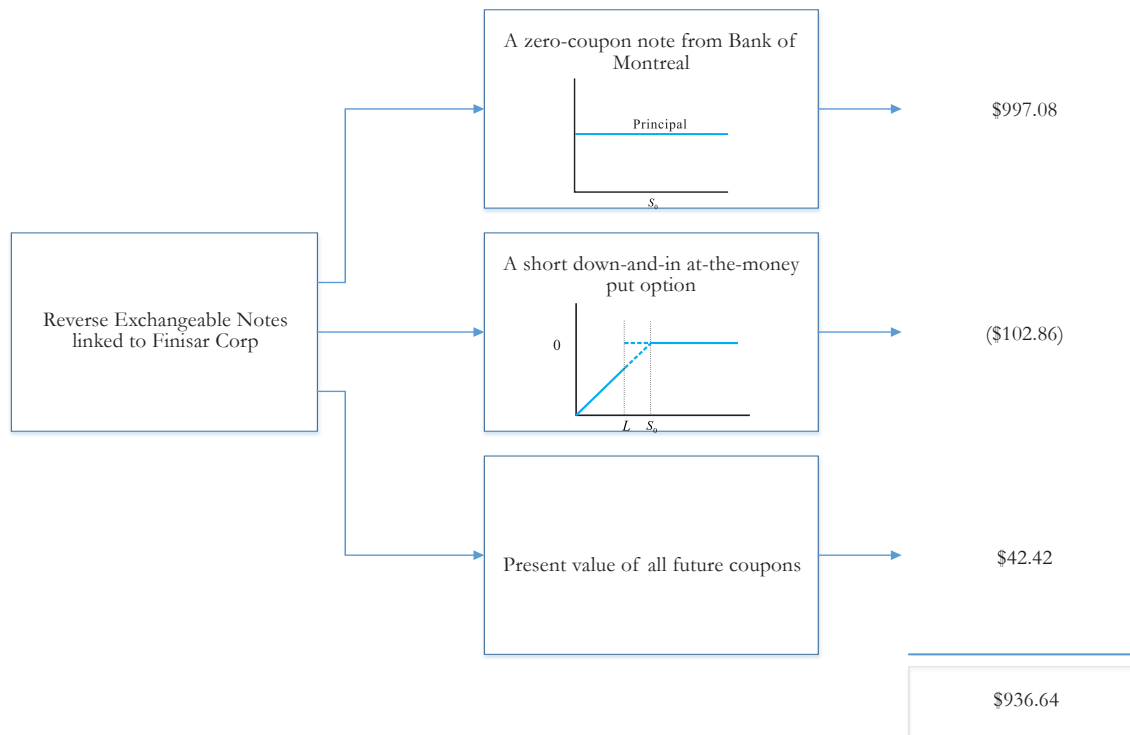 A zero-coupon note from Bank of
Montreal
Principal
S₀
$997.08
Reverse Exchangeable Notes
linked to Finisar Corp
A short down-and-in at-the-money
put option
0
L S₀
($102.86)
Present value of all future coupons
$42.42
$936.64